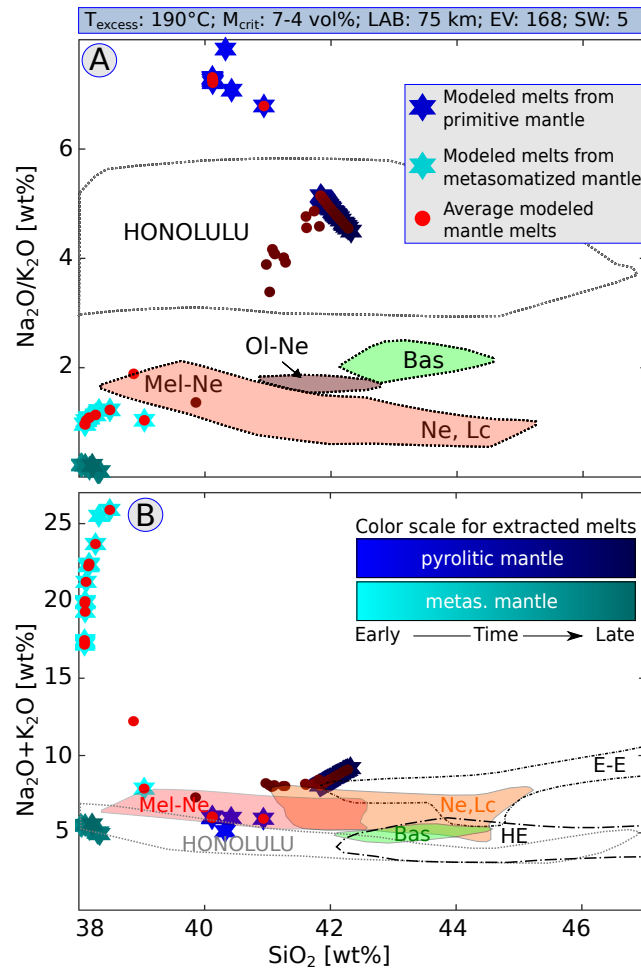 T_excess: 190°C; M_crit: 7-4 vol%; LAB: 75 km; EV: 168; SW: 5
A
Modeled melts from
primitive mantle
Modeled melts from
metasomatized mantle
Average modeled
mantle melts
HONOLULU
Ol-Ne
Bas
Mel-Ne
Ne, Lc
6
4
2
Na₂O/K₂O [wt%]
B
Color scale for extracted melts
pyrolitic mantle
metas. mantle
Early
Time
Late
E-E
Mel-Ne
Ne,Lc
HE
Bas
HONOLULU
25
20
15
10
5
Na₂O+K₂O [wt%]
38
40
42
44
46
SiO₂ [wt%]